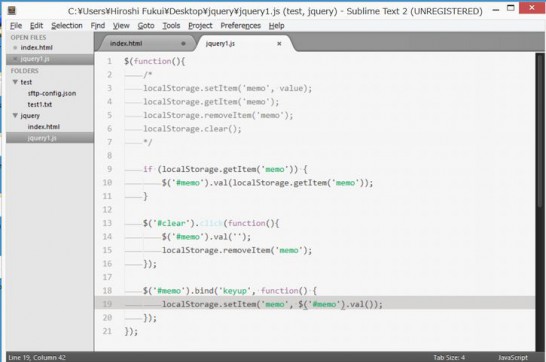 C:¥Users¥Hiroshi Fukui¥Desktop¥jquery¥jquery1.js (test, jquery) - Sublime Text 2 (UNREGISTERED)
File Edit Selection Find View Goto Tools Project Preferences Help
OPEN FILES
index.html
jquery1.js
FOLDERS
test
sftp-config.json
test1.txt
jquery
index.html
jquery1.js
index.html
jquery1.js
1 $(function(){
2 /*
3 localStorage.setItem('memo', value);
4 localStorage.getItem('memo');
5 localStorage.removeItem('memo');
6 localStorage.clear();
7 */
8
9 if (localStorage.getItem('memo')) {
10 $('#memo').val(localStorage.getItem('memo'));
11 }
12
13 $('#clear').click(function(){
14 $('#memo').val('');
15 localStorage.removeItem('memo');
16 });
17
18 $('#memo').bind('keyup', function() {
19 localStorage.setItem('memo', $('#memo').val());
20 });
21 });
Line 19, Column 42
Tab Size: 4
JavaScript